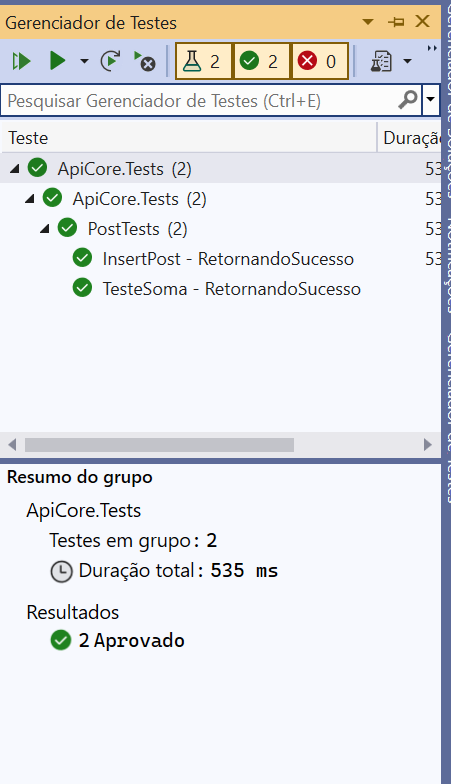 Gerenciador de Testes
2 2 0
Pesquisar Gerenciador de Testes (Ctrl+E)
Teste Duração
ApiCore.Tests (2) 53
ApiCore.Tests (2) 53
PostTests (2) 53
InsertPost - RetornandoSucesso 53
TesteSoma - RetornandoSucesso
Resumo do grupo
ApiCore.Tests
Testes em grupo: 2
Duração total: 535 ms
Resultados
2 Aprovado